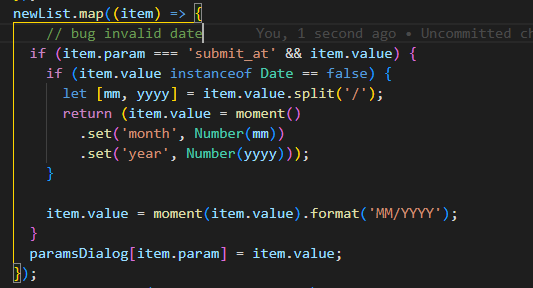 newList.map((item) => {
// bug invalid date You, 1 second ago • Uncommitted ch
if (item.param === 'submit_at' && item.value) {
if (item.value instanceof Date == false) {
let [mm, yyyy] = item.value.split('/');
return (item.value = moment()
.set('month', Number(mm))
.set('year', Number(yyyy)));
}
item.value = moment(item.value).format('MM/YYYY');
}
paramsDialog[item.param] = item.value;
});